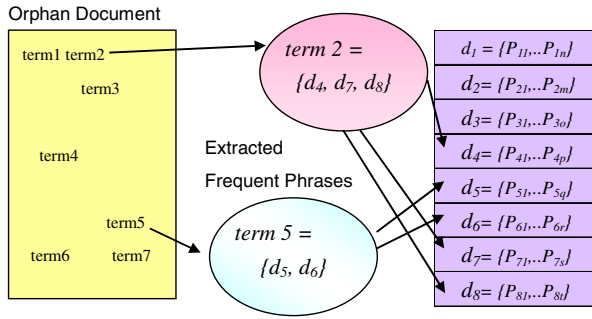 Orphan Document
term1 term2
term3
term4
term5
term6 term7
term 2 =
{d4, d7, d8}
Extracted
Frequent Phrases
term 5 =
{d5, d6}
d1 = {P11,..P1n}
d2= {P21,..P2m}
d3= {P31,..P3o}
d4= {P41,..P4p}
d5= {P51,..P5q}
d6= {P61,..P6r}
d7= {P71,..P7s}
d8= {P81,..P8t}